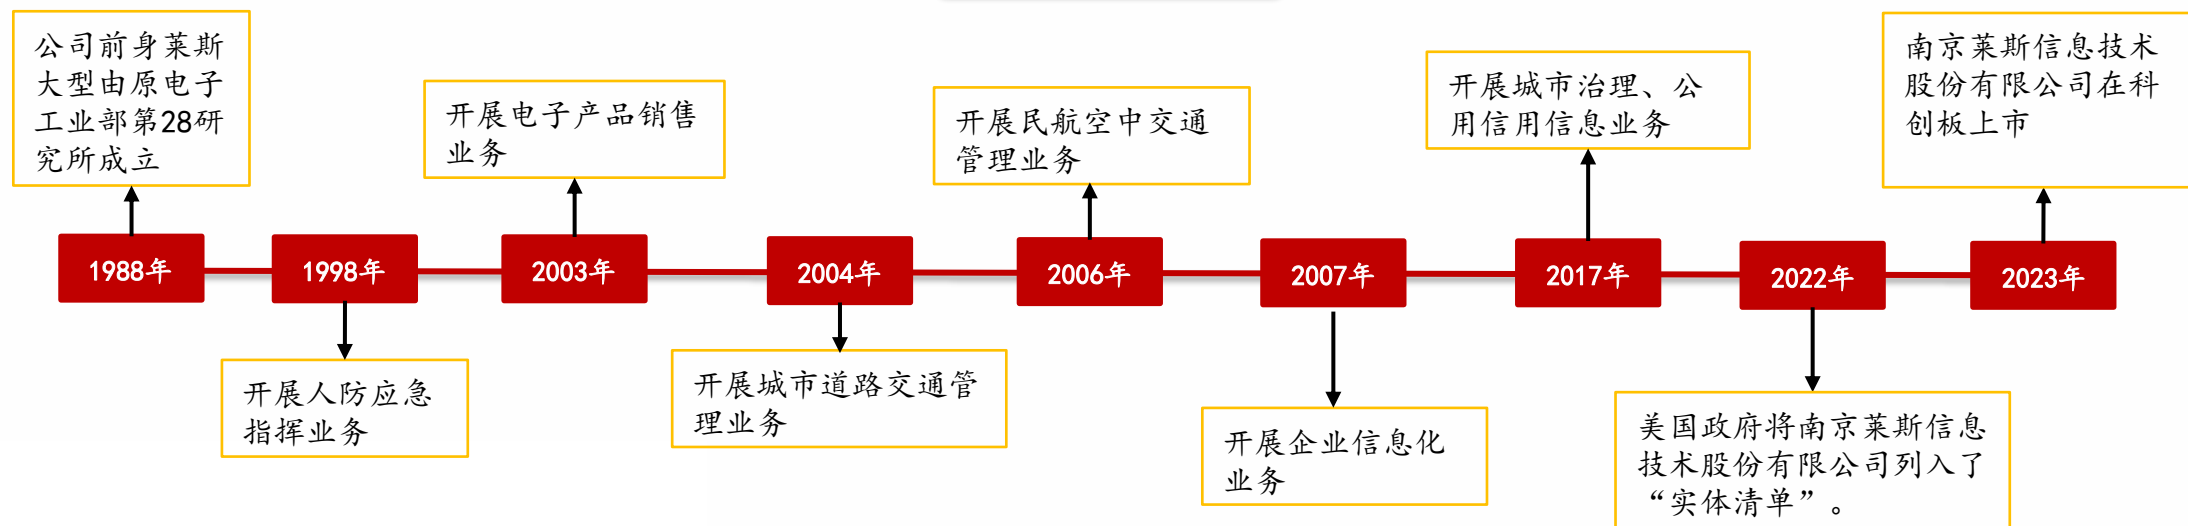 公司前身莱斯
大型由原电子
工业部第28研
究所成立
开展电子产品销售
业务
开展民航空中交通
管理业务
开展城市治理、公
用信用信息业务
南京莱斯信息技术
股份有限公司在科
创板上市
1988年
1998年
2003年
2004年
2006年
2007年
2017年
2022年
2023年
开展人防应急
指挥业务
开展城市道路交通管
理业务
开展企业信息化
业务
美国政府将南京莱斯信息
技术股份有限公司列入了
“实体清单”。